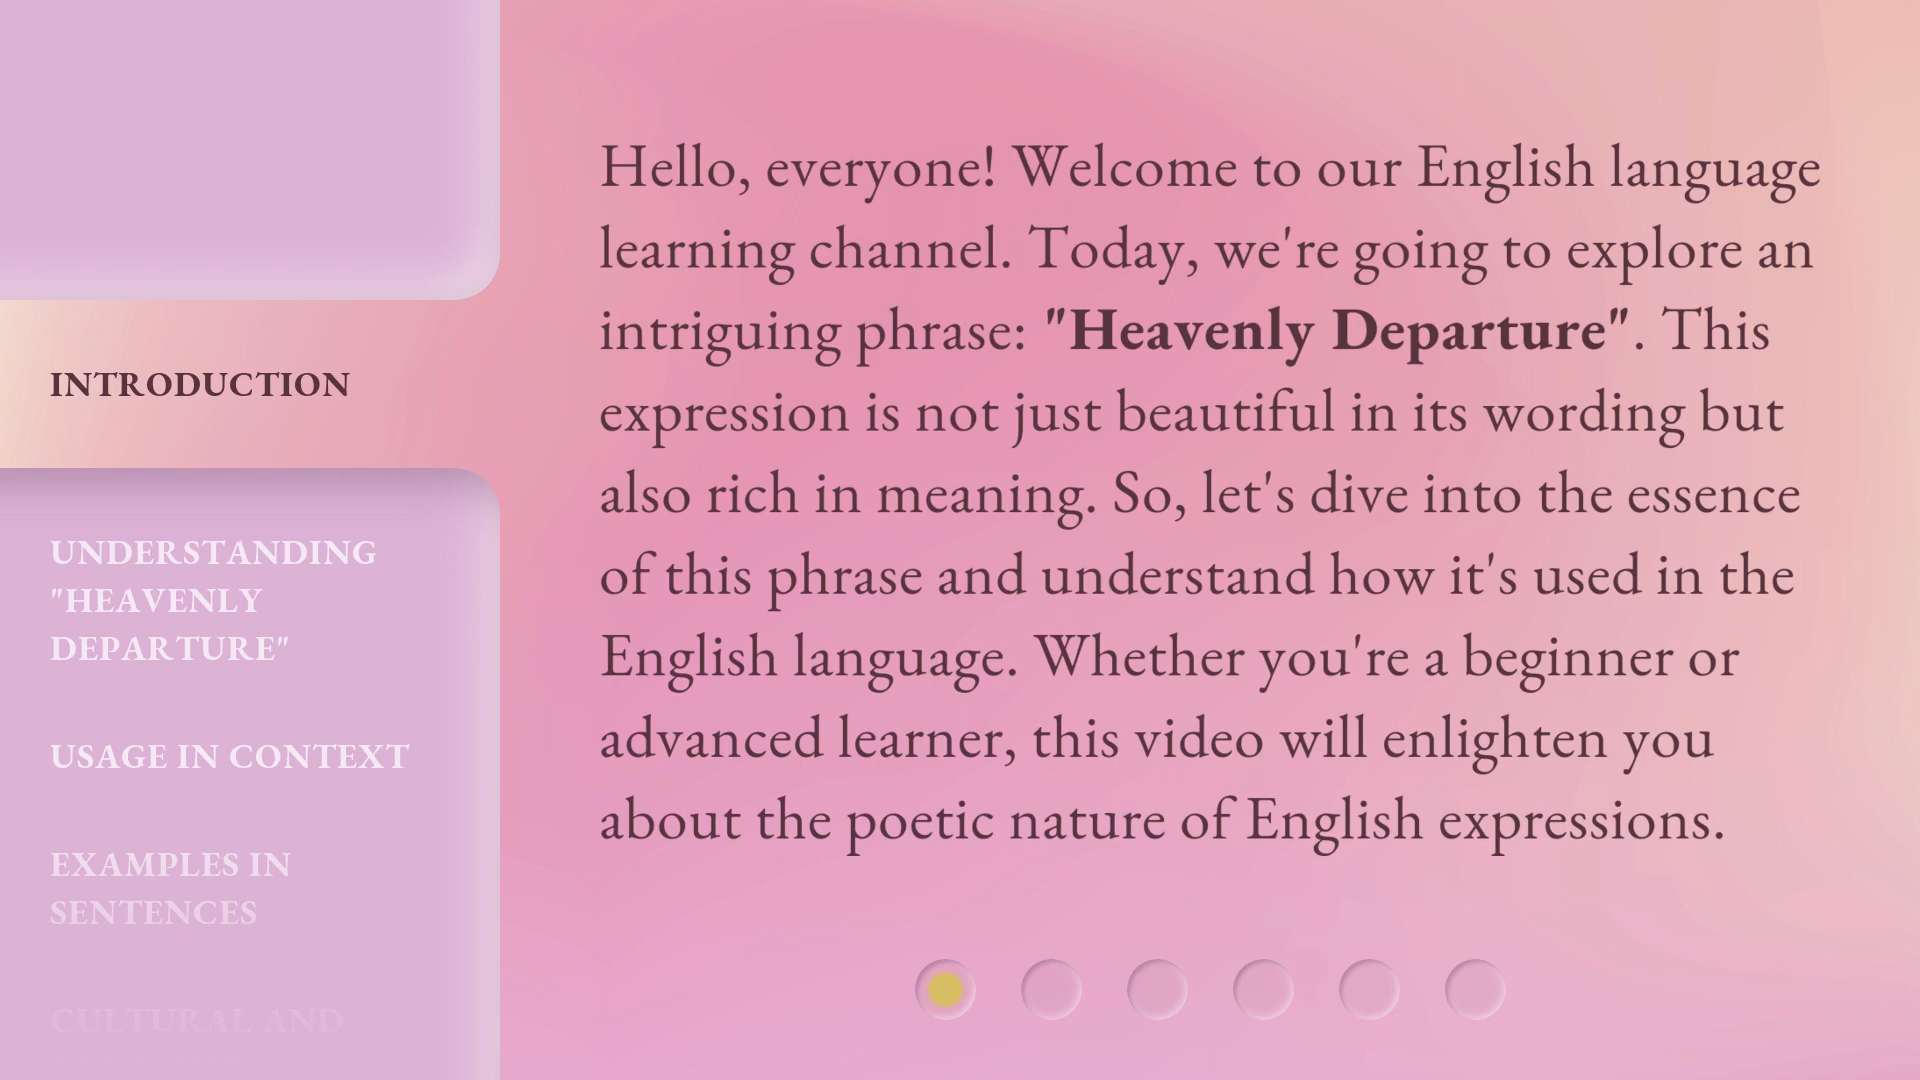 INTRODUCTION
UNDERSTANDING
"HEAVENLY
DEPARTURE"
USAGE IN CONTEXT
EXAMPLES IN
SENTENCES
CULTURAL AND
Hello, everyone! Welcome to our English language
learning channel. Today, we're going to explore an
intriguing phrase: "Heavenly Departure". This
expression is not just beautiful in its wording but
also rich in meaning. So, let's dive into the essence
of this phrase and understand how it's used in the
English language. Whether you're a beginner or
advanced learner, this video will enlighten you
about the poetic nature of English expressions.